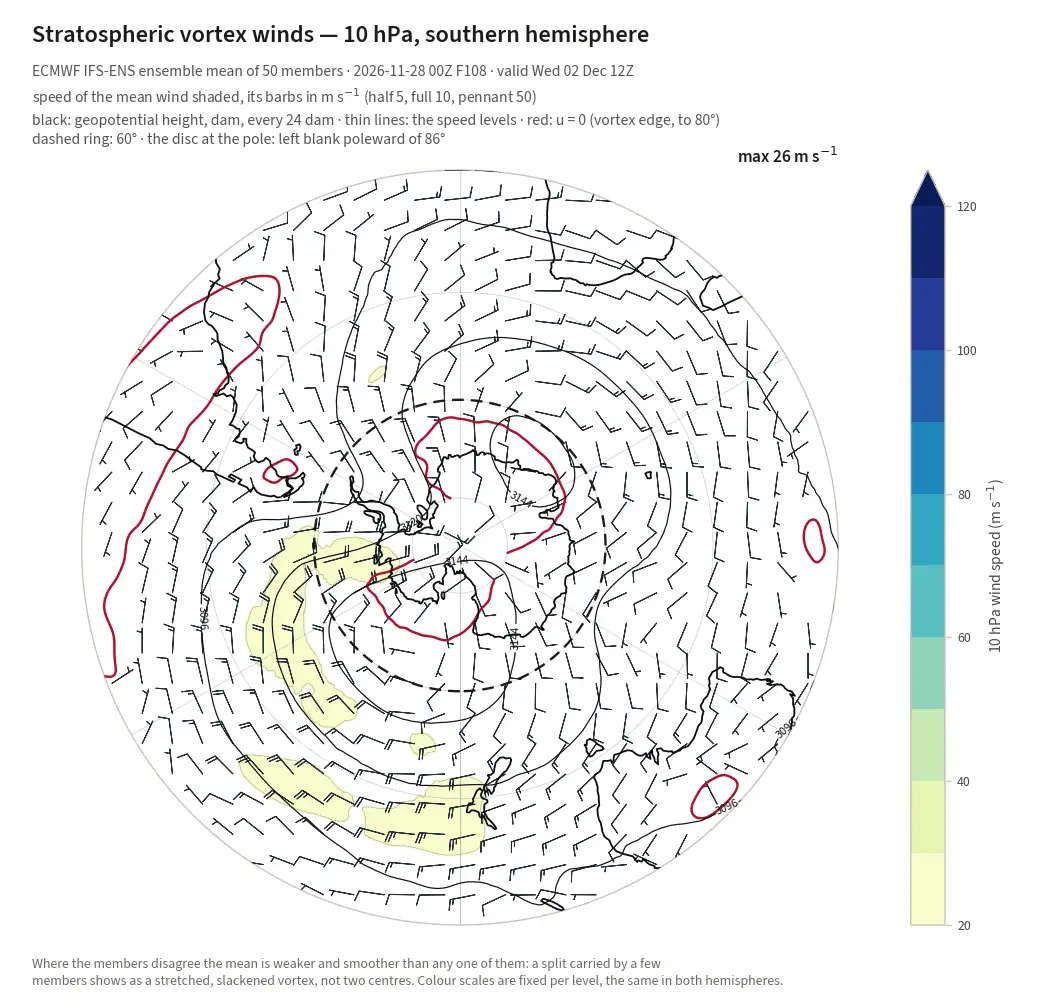 Stratospheric vortex winds — 10 hPa, southern hemisphere
ECMWF IFS-ENS ensemble mean of 50 members · 2026-11-28 00Z F108 · valid Wed 02 Dec 12Z
speed of the mean wind shaded, its barbs in m s⁻¹ (half 5, full 10, pennant 50)
black: geopotential height, dam, every 24 dam · thin lines: the speed levels · red: u = 0 (vortex edge, to 80°)
dashed ring: 60° · the disc at the pole: left blank poleward of 86°
max 26 m s⁻¹
120
100
80
60
40
20
10 hPa wind speed (m s⁻¹)
3144
3120
3144
3096
3144
3096
3096
Where the members disagree the mean is weaker and smoother than any one of them: a split carried by a few
members shows as a stretched, slackened vortex, not two centres. Colour scales are fixed per level, the same in both hemispheres.